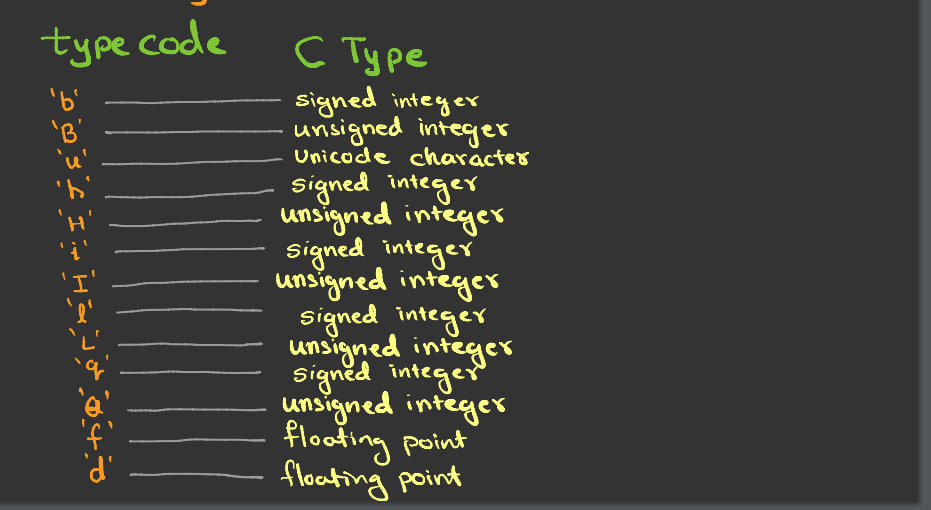 type code C Type
'b' signed integer
'B' unsigned integer
'u' Unicode character
'h' signed integer
'H' unsigned integer
'i' signed integer
'I' unsigned integer
'l' signed integer
'L' unsigned integer
'q' signed integer
'Q' unsigned integer
'f' floating point
'd' floating point